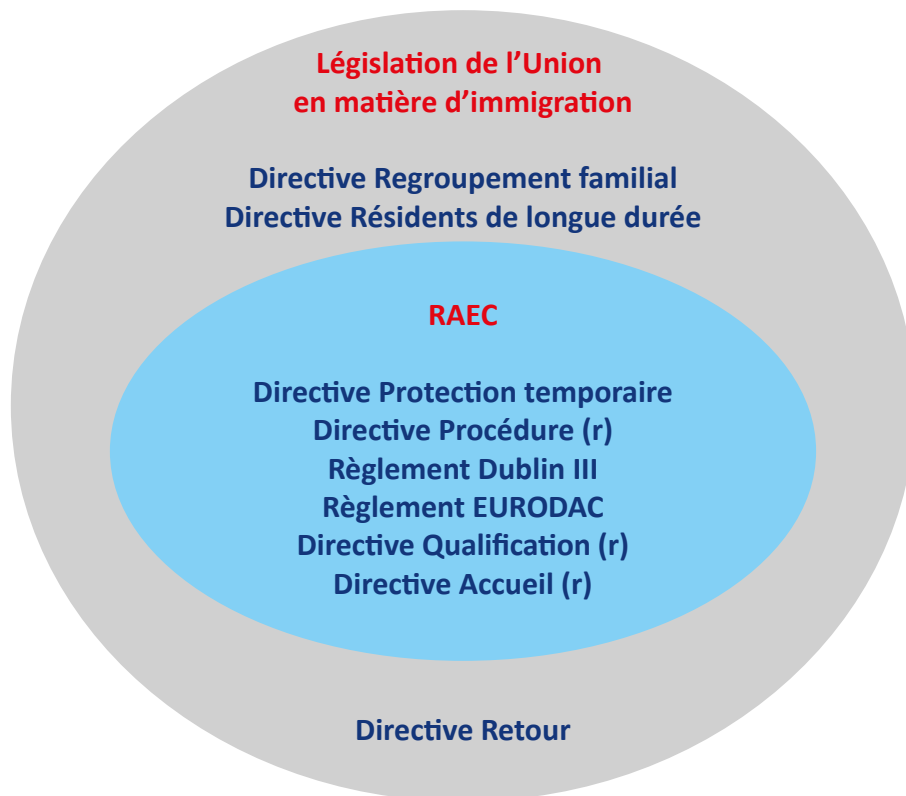 Législation de l’Union
en matière d’immigration
Directive Regroupement familial
Directive Résidents de longue durée
RAEC
Directive Protection temporaire
Directive Procédure (r)
Règlement Dublin III
Règlement EURODAC
Directive Qualification (r)
Directive Accueil (r)
Directive Retour